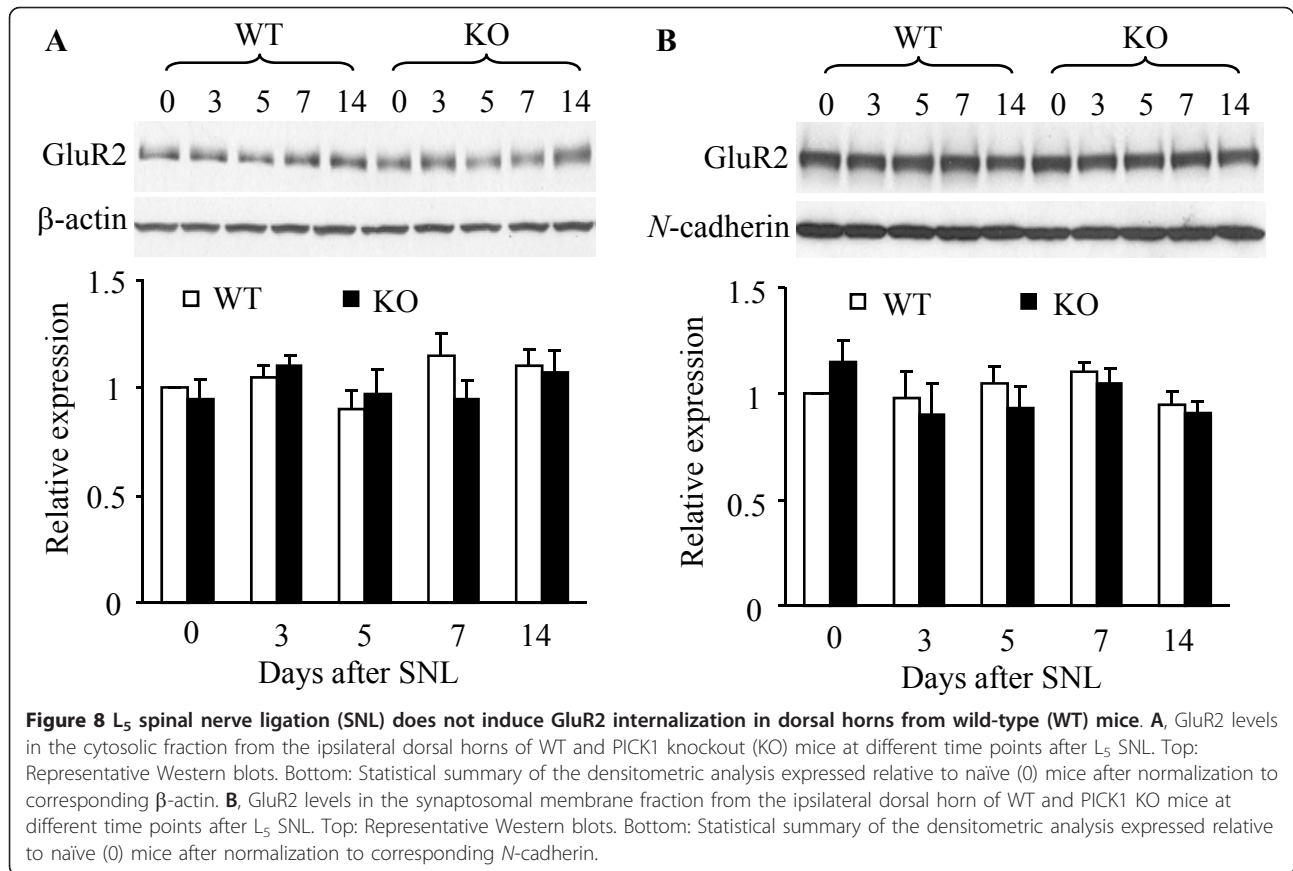 A
WT KO
0 3 5 7 14 0 3 5 7 14
GluR2
β-actin
1.5
WT KO
1
0.5
0
Relative expression
0 3 5 7 14
Days after SNL
B
WT KO
0 3 5 7 14 0 3 5 7 14
GluR2
N-cadherin
1.5
WT KO
1
0.5
0
Relative expression
0 3 5 7 14
Days after SNL
Figure 8 L₅ spinal nerve ligation (SNL) does not induce GluR2 internalization in dorsal horns from wild-type (WT) mice. A, GluR2 levels
in the cytosolic fraction from the ipsilateral dorsal horns of WT and PICK1 knockout (KO) mice at different time points after L₅ SNL. Top:
Representative Western blots. Bottom: Statistical summary of the densitometric analysis expressed relative to naïve (0) mice after normalization to
corresponding β-actin. B, GluR2 levels in the synaptosomal membrane fraction from the ipsilateral dorsal horn of WT and PICK1 KO mice at
different time points after L₅ SNL. Top: Representative Western blots. Bottom: Statistical summary of the densitometric analysis expressed relative
to naïve (0) mice after normalization to corresponding N-cadherin.